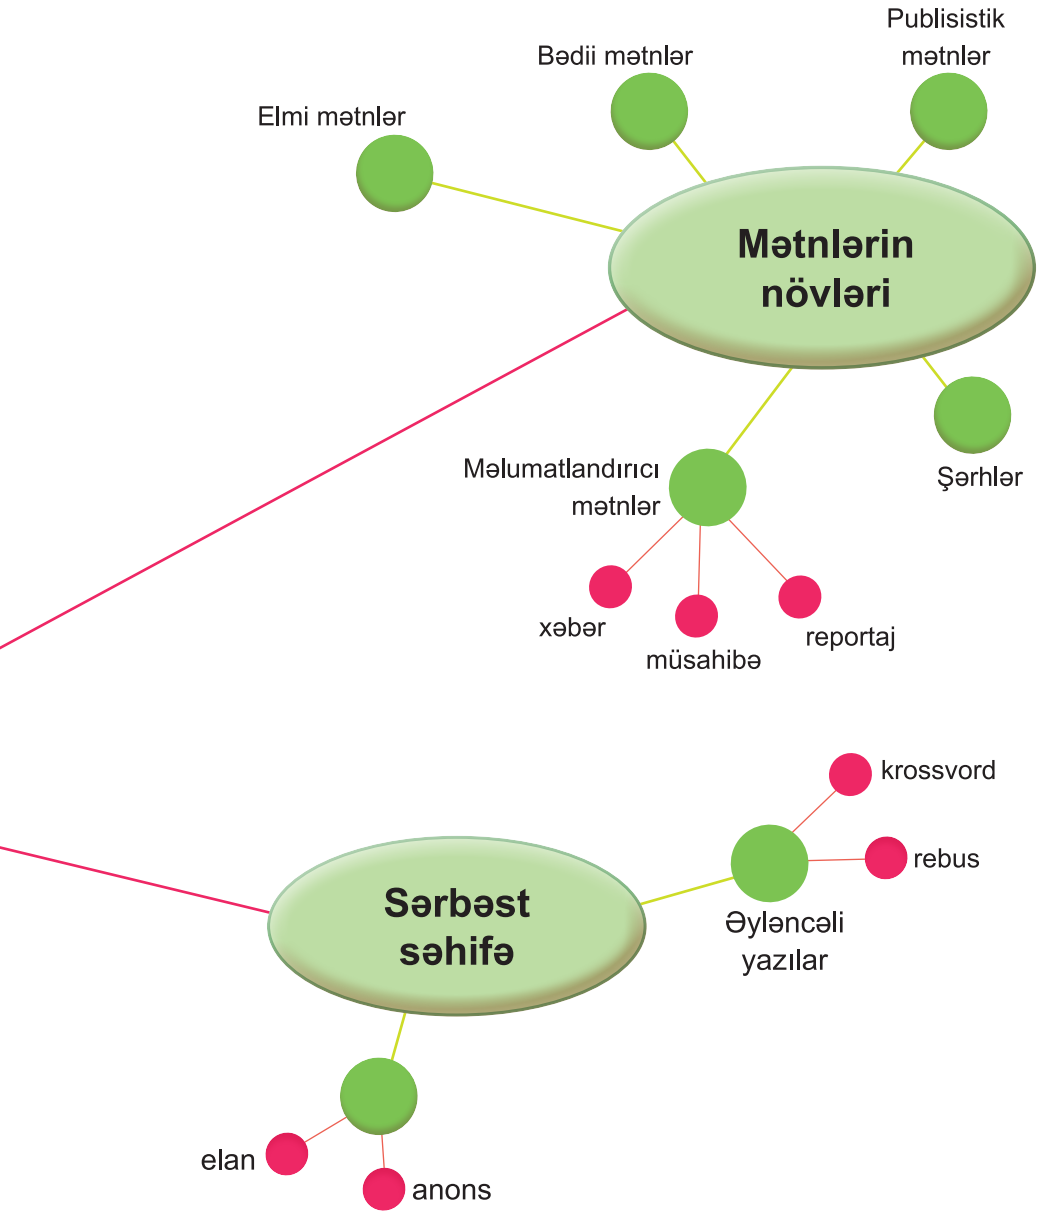 Publisistik
mətnlər
Bədii mətnlər
Elmi mətnlər
Mətnlərin
növləri
Məlumatlandırıcı
mətnlər
Şərhlər
xəbər
müsahibə
reportaj
krossvord
rebus
Sərbəst
səhifə
Əyləncəli
yazılar
elan
anons